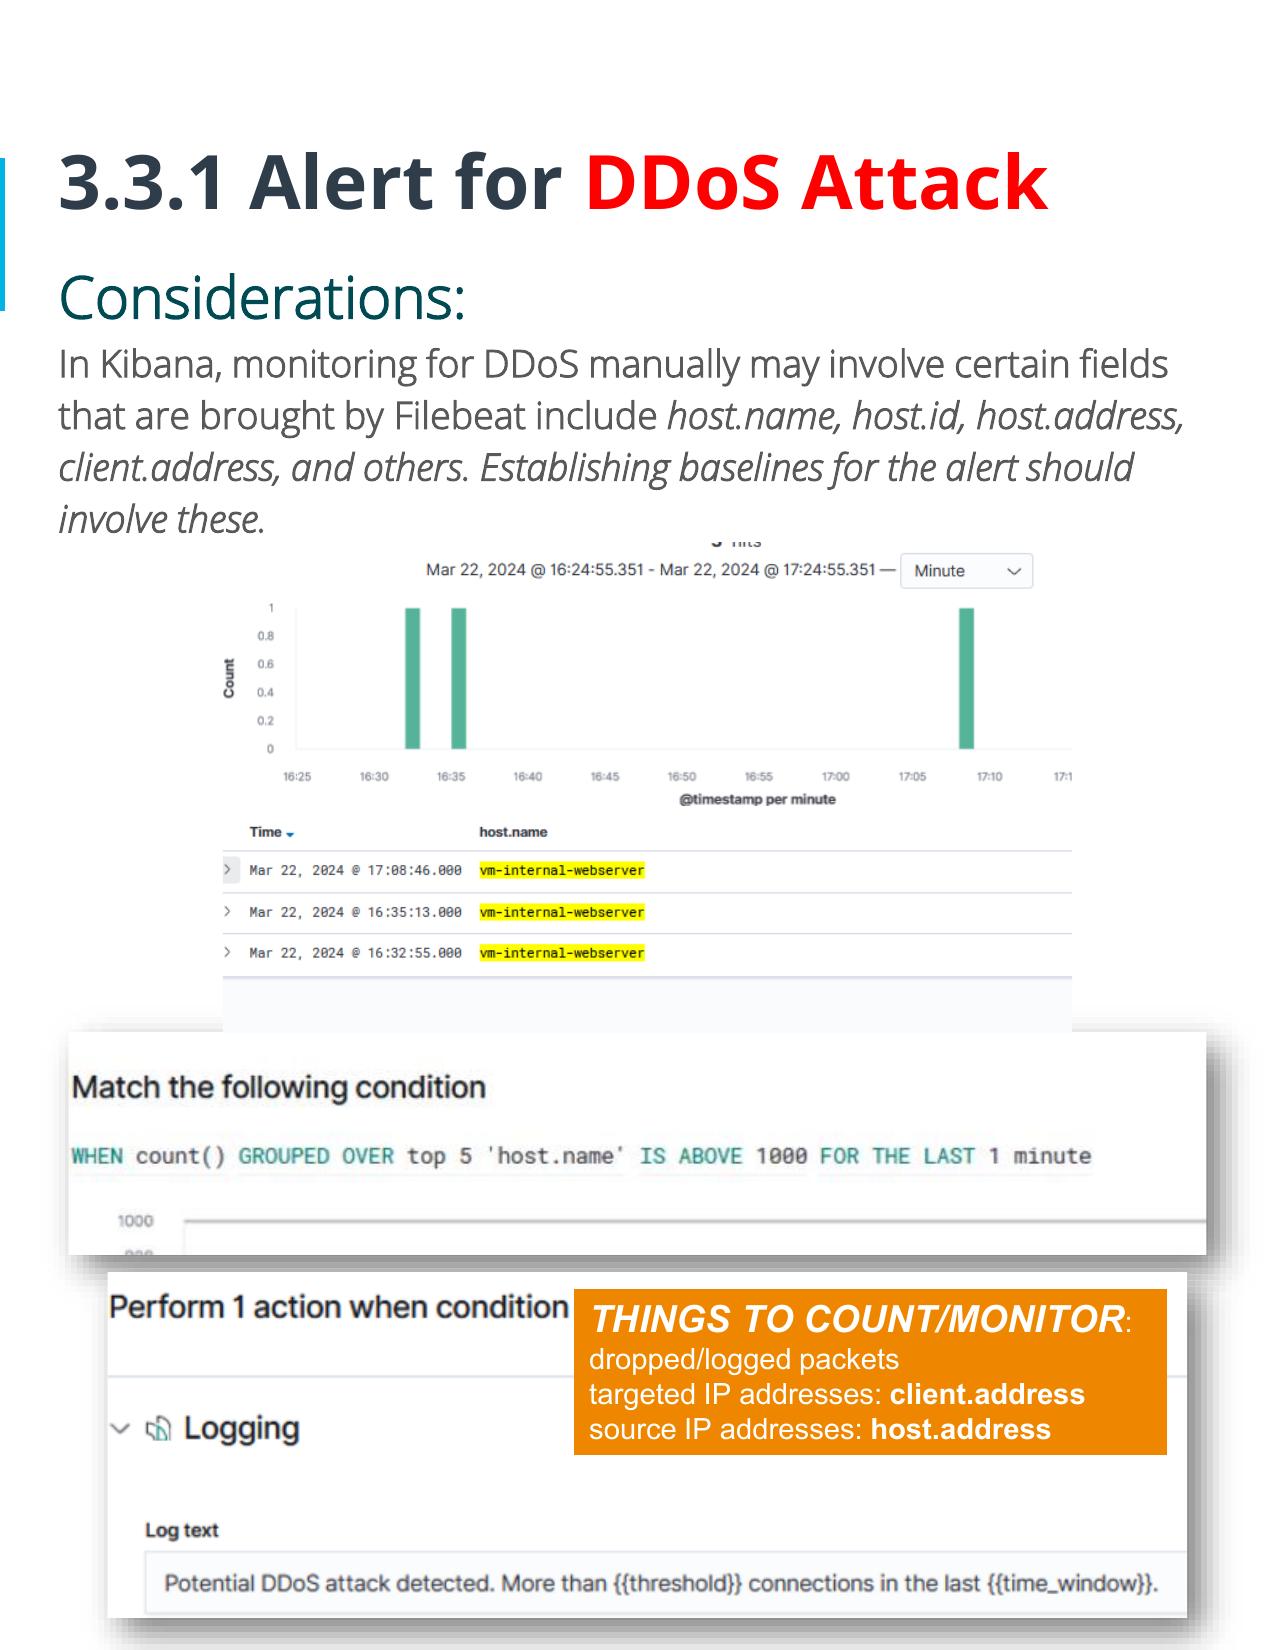 3.3.1 Alert for DDoS Attack
Considerations:
In Kibana, monitoring for DDoS manually may involve certain fields
that are brought by Filebeat include host.name, host.id, host.address,
client.address, and others. Establishing baselines for the alert should
involve these.
Mar 22, 2024 @ 16:24:55.351 - Mar 22, 2024 @ 17:24:55.351 — Minute
1
0.8
0.6
0.4
0.2
0
Count
16:25 16:30 16:35 16:40 16:45 16:50 16:55 17:00 17:05 17:10 17:1
@timestamp per minute
Time host.name
Mar 22, 2024 @ 17:08:46.000 vm-internal-webserver
Mar 22, 2024 @ 16:35:13.000 vm-internal-webserver
Mar 22, 2024 @ 16:32:55.000 vm-internal-webserver
Match the following condition
WHEN count() GROUPED OVER top 5 'host.name' IS ABOVE 1000 FOR THE LAST 1 minute
1000
Perform 1 action when condition
THINGS TO COUNT/MONITOR:
dropped/logged packets
targeted IP addresses: client.address
source IP addresses: host.address
Logging
Log text
Potential DDoS attack detected. More than {{threshold}} connections in the last {{time_window}}.